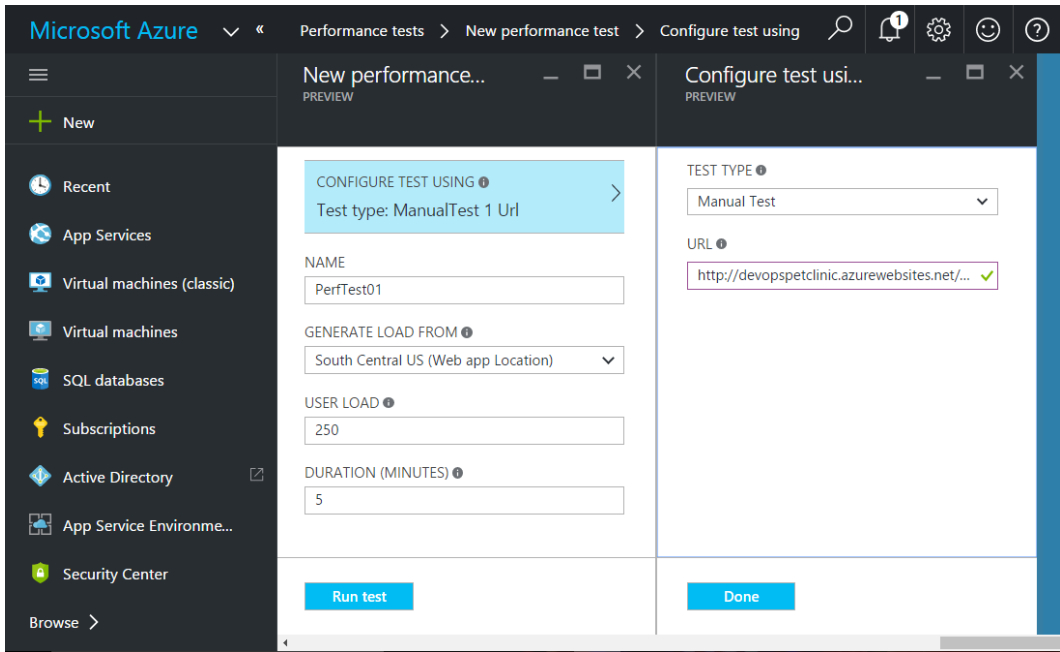 Microsoft Azure
Performance tests > New performance test > Configure test using
1
New
Recent
App Services
Virtual machines (classic)
Virtual machines
SQL
SQL databases
Subscriptions
Active Directory
App Service Environme...
Security Center
Browse >
New performance...
PREVIEW
CONFIGURE TEST USING
Test type: ManualTest 1 Url
NAME
PerfTest01
GENERATE LOAD FROM
South Central US (Web app Location)
USER LOAD
250
DURATION (MINUTES)
5
Run test
Configure test usi...
PREVIEW
TEST TYPE
Manual Test
URL
http://devopspetclinic.azurewebsites.net/...
Done